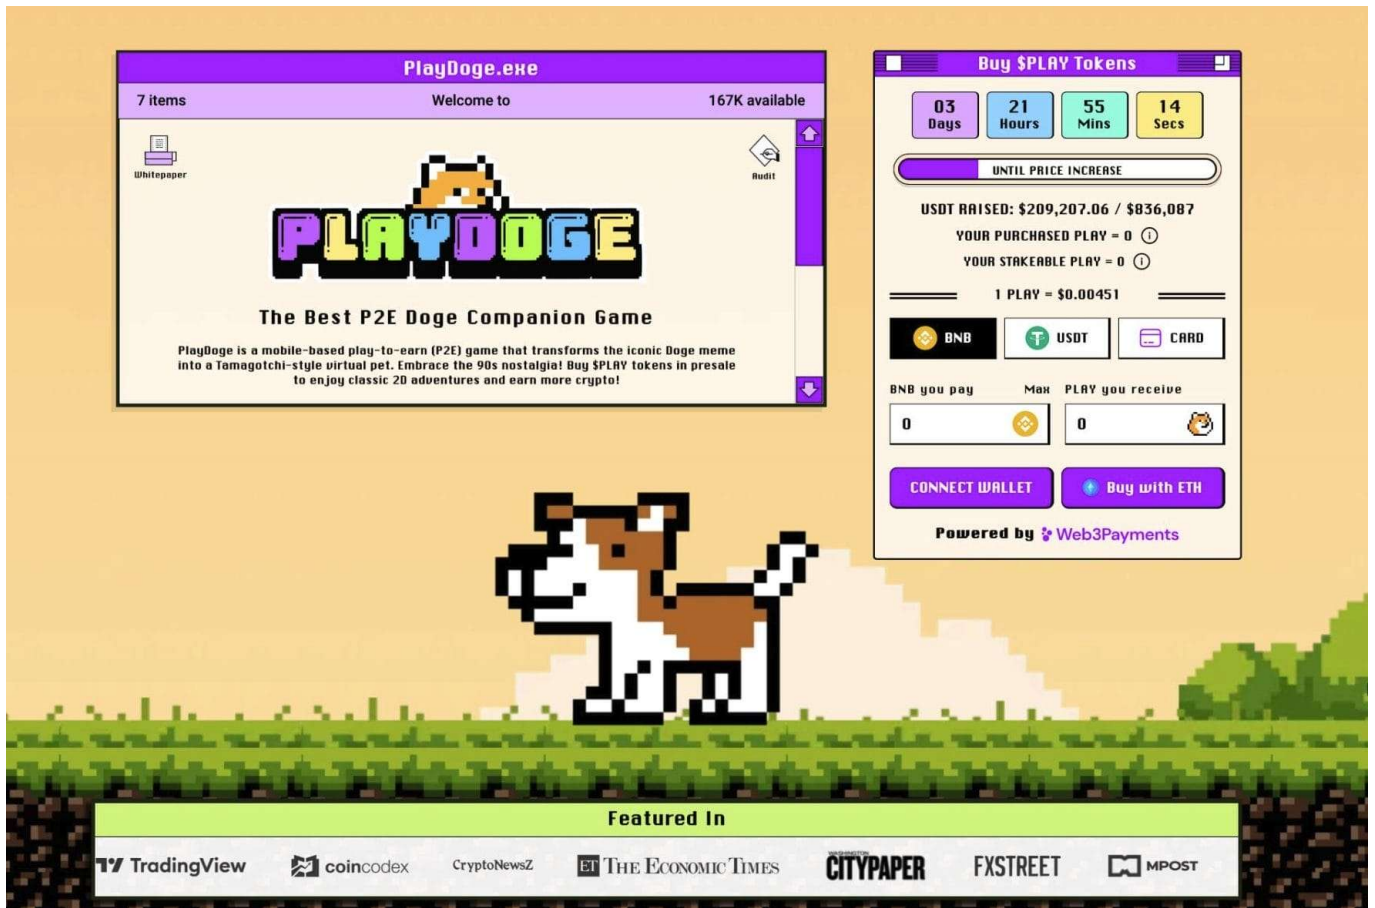 PlayDoge.exe
7 items Welcome to 167K available
Whitepaper
Audit
PLAYDOGE
The Best P2E Doge Companion Game
PlayDoge is a mobile-based play-to-earn (P2E) game that transforms the iconic Doge meme
into a Tamagotchi-style virtual pet. Embrace the 90s nostalgia! Buy $PLAY tokens in presale
to enjoy classic 2D adventures and earn more crypto!
Buy $PLAY Tokens
03 21 55 14
Days Hours Mins Secs
UNTIL PRICE INCREASE
USDT RAISED: $209,207.06 / $836,087
YOUR PURCHASED PLAY = 0
YOUR STAKEABLE PLAY = 0
1 PLAY = $0.00451
BNB USDT CARD
BNB you pay Max PLAY you receive
0 0
CONNECT WALLET Buy with ETH
Powered by Web3Payments
Featured In
TradingView coincodex CryptoNewsZ ET THE ECONOMIC TIMES WASHINGTON CITYPAPER FXSTREET MPOST